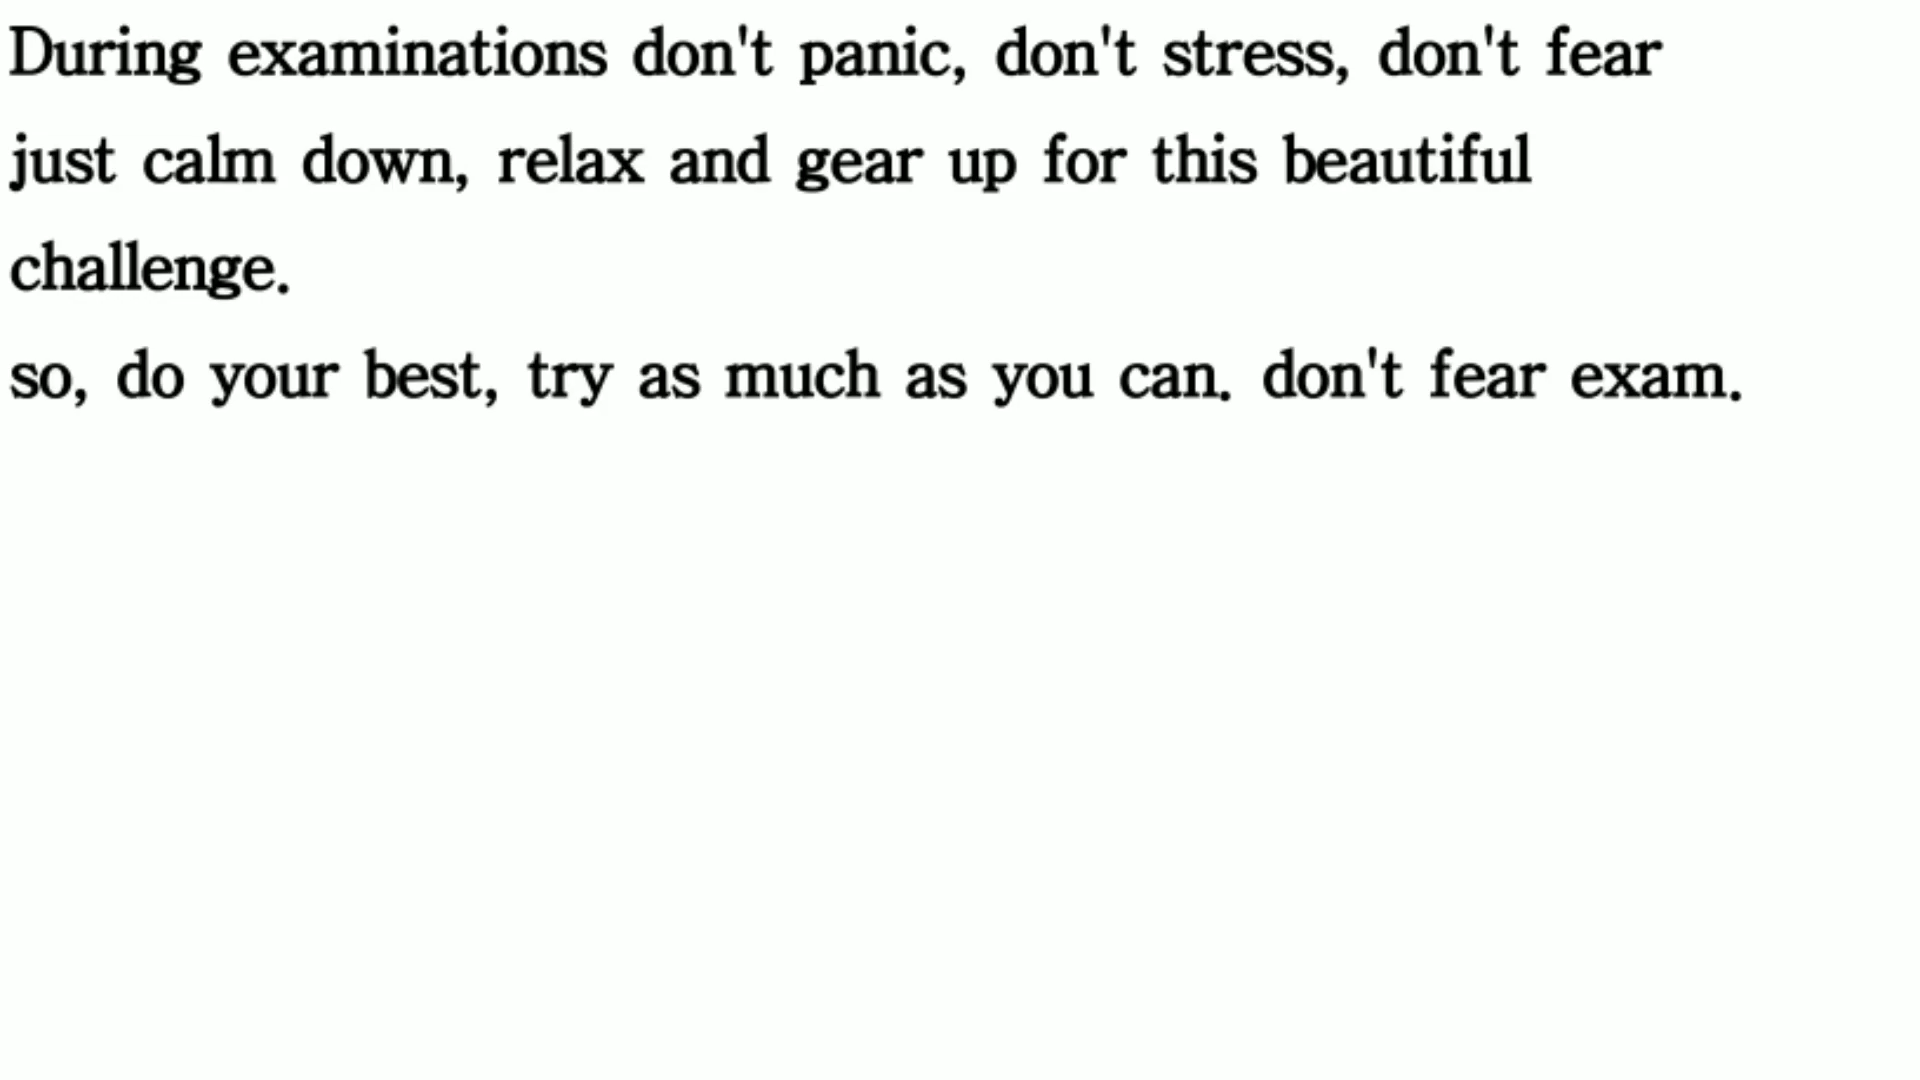 During examinations don't panic, don't stress, don't fear
just calm down, relax and gear up for this beautiful
challenge.
so, do your best, try as much as you can. don't fear exam.